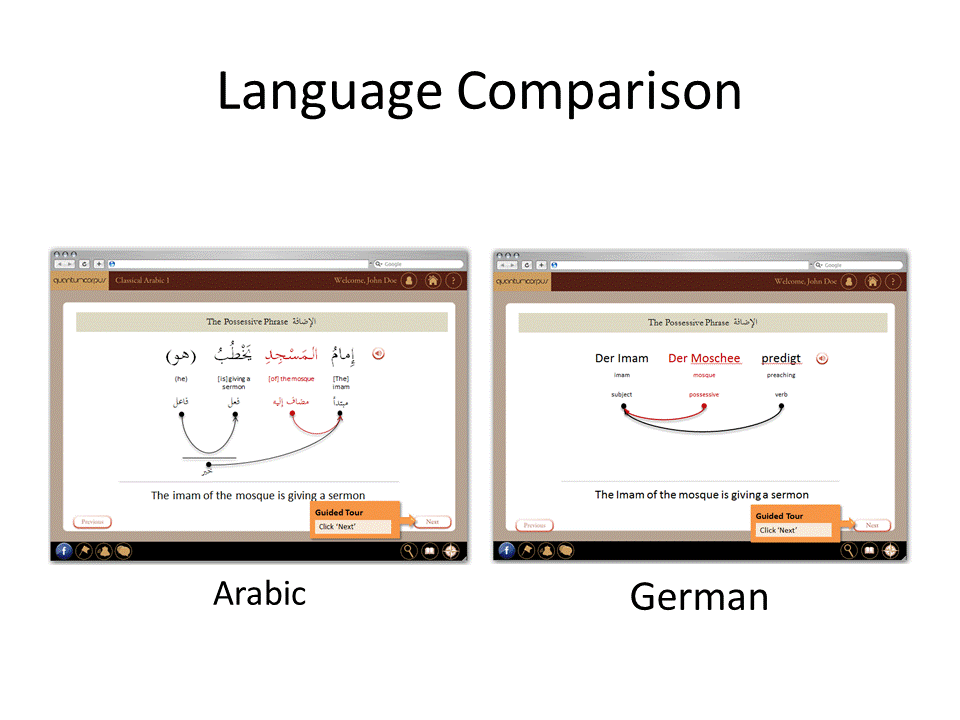 Language Comparison
Google
quantumcorpus Classical Arabic 1 Welcome, John Doe ?
The Possessive Phrase الإضافة
إِمامُ المَسْجِدِ يَخْطُبُ (هو)
(he) [is] giving a sermon [of] the mosque [The] imam
فاعل فعل مضاف إليه مبتدأ
خبر
The imam of the mosque is giving a sermon
Guided Tour
Click ‘Next’
Previous Next
f
Arabic
Google
quantumcorpus Welcome, John Doe ?
The Possessive Phrase الإضافة
Der Imam Der Moschee predigt
imam mosque preaching
subject possessive verb
The Imam of the mosque is giving a sermon
Guided Tour
Click ‘Next’
Previous Next
f
German